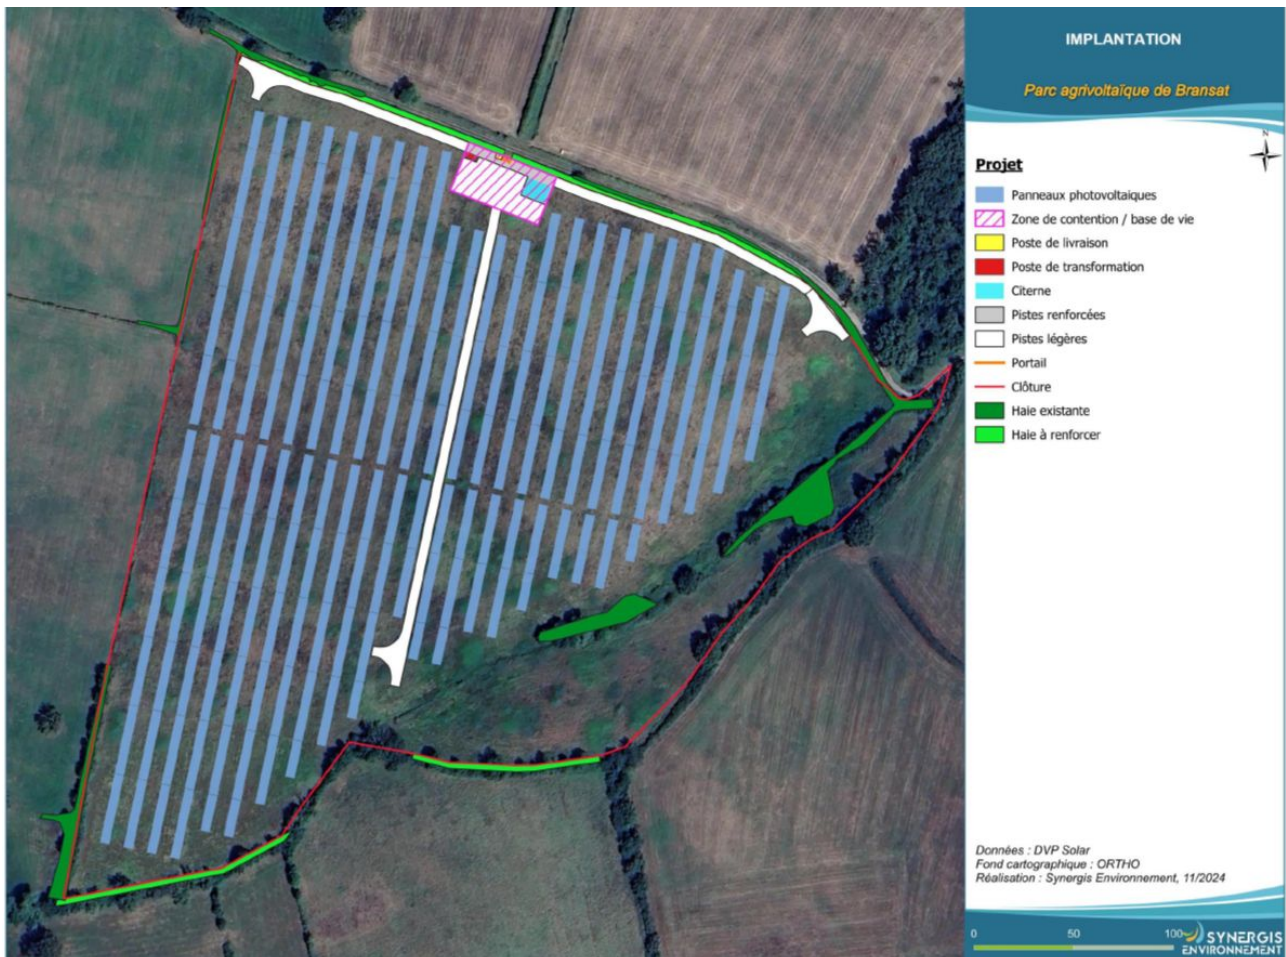 IMPLANTATION
Parc agrivoltaïque de Bransat
N
Projet
Panneaux photovoltaiques
Zone de contention / base de vie
Poste de livraison
Poste de transformation
Citerne
Pistes renforcées
Pistes légères
Portail
Clôture
Haie existante
Haie à renforcer
Données : DVP Solar
Fond cartographique : ORTHO
Réalisation : Synergis Environnement, 11/2024
0 50 100
SYNERGIS
ENVIRONNEMENT